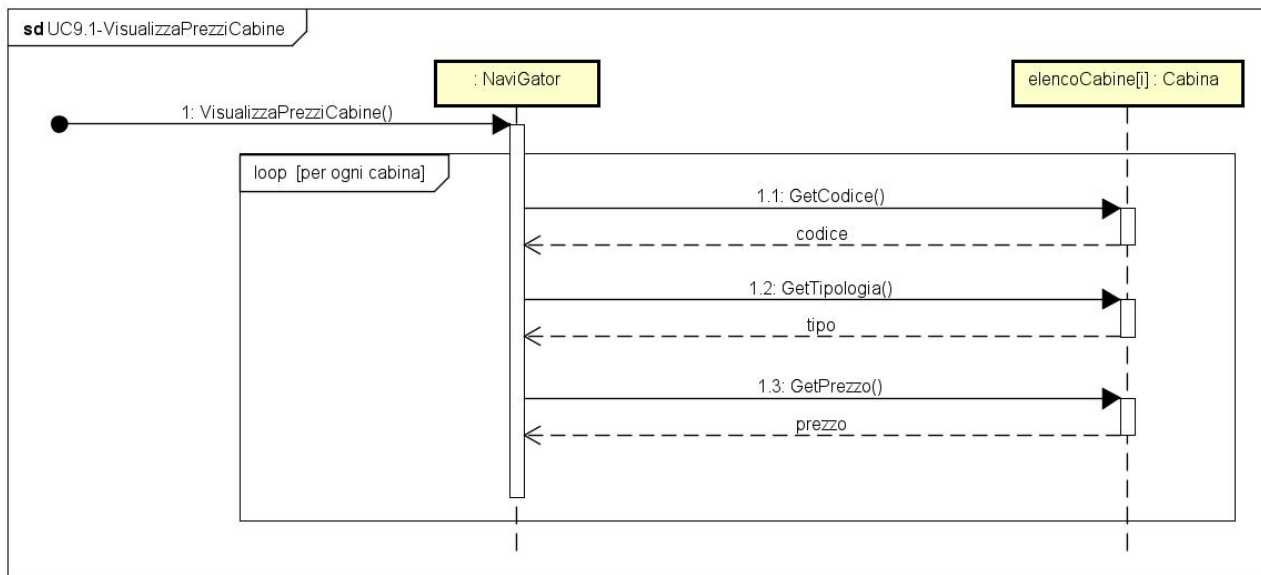 sd UC9.1-VisualizzaPrezziCabine
: NaviGator
elencoCabine[i] : Cabina
1: VisualizzaPrezziCabine()
loop [per ogni cabina]
1.1: GetCodice()
codice
1.2: GetTipologia()
tipo
1.3: GetPrezzo()
prezzo